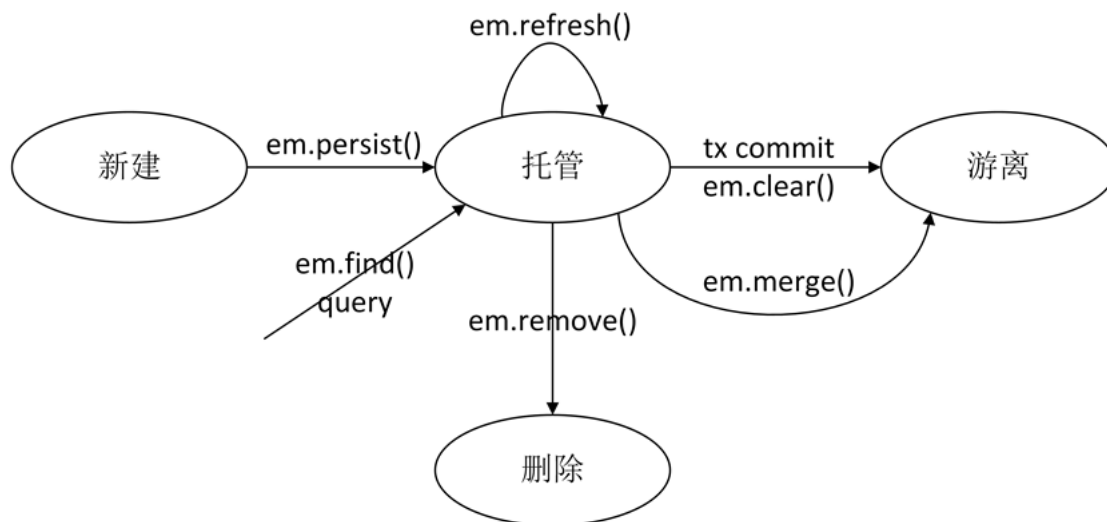 em.refresh()
新建
em.persist()
托管
tx commit
em.clear()
游离
em.find()
query
em.merge()
em.remove()
删除